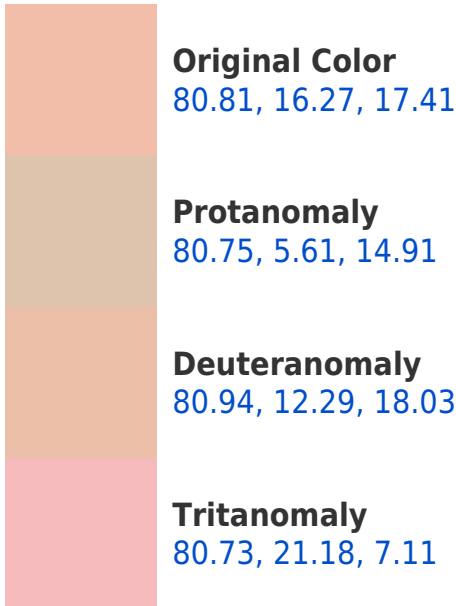 Original Color
80.81, 16.27, 17.41
Protanomaly
80.75, 5.61, 14.91
Deuteranomaly
80.94, 12.29, 18.03
Tritanomaly
80.73, 21.18, 7.11